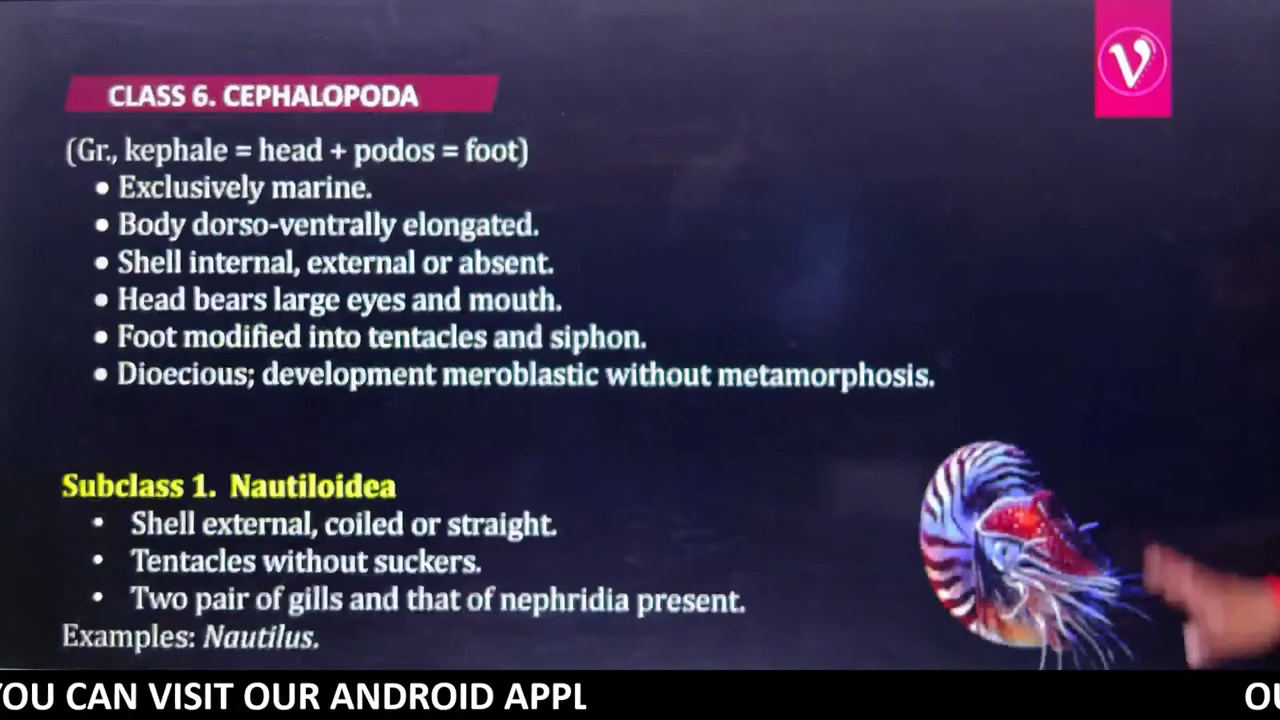 V
CLASS 6. CEPHALOPODA
(Gr., kephale = head + podos = foot)
• Exclusively marine.
• Body dorso-ventrally elongated.
• Shell internal, external or absent.
• Head bears large eyes and mouth.
• Foot modified into tentacles and siphon.
• Dioecious; development meroblastic without metamorphosis.
Subclass 1. Nautiloidea
• Shell external, coiled or straight.
• Tentacles without suckers.
• Two pair of gills and that of nephridia present.
Examples: Nautilus.
YOU CAN VISIT OUR ANDROID APPL
OU